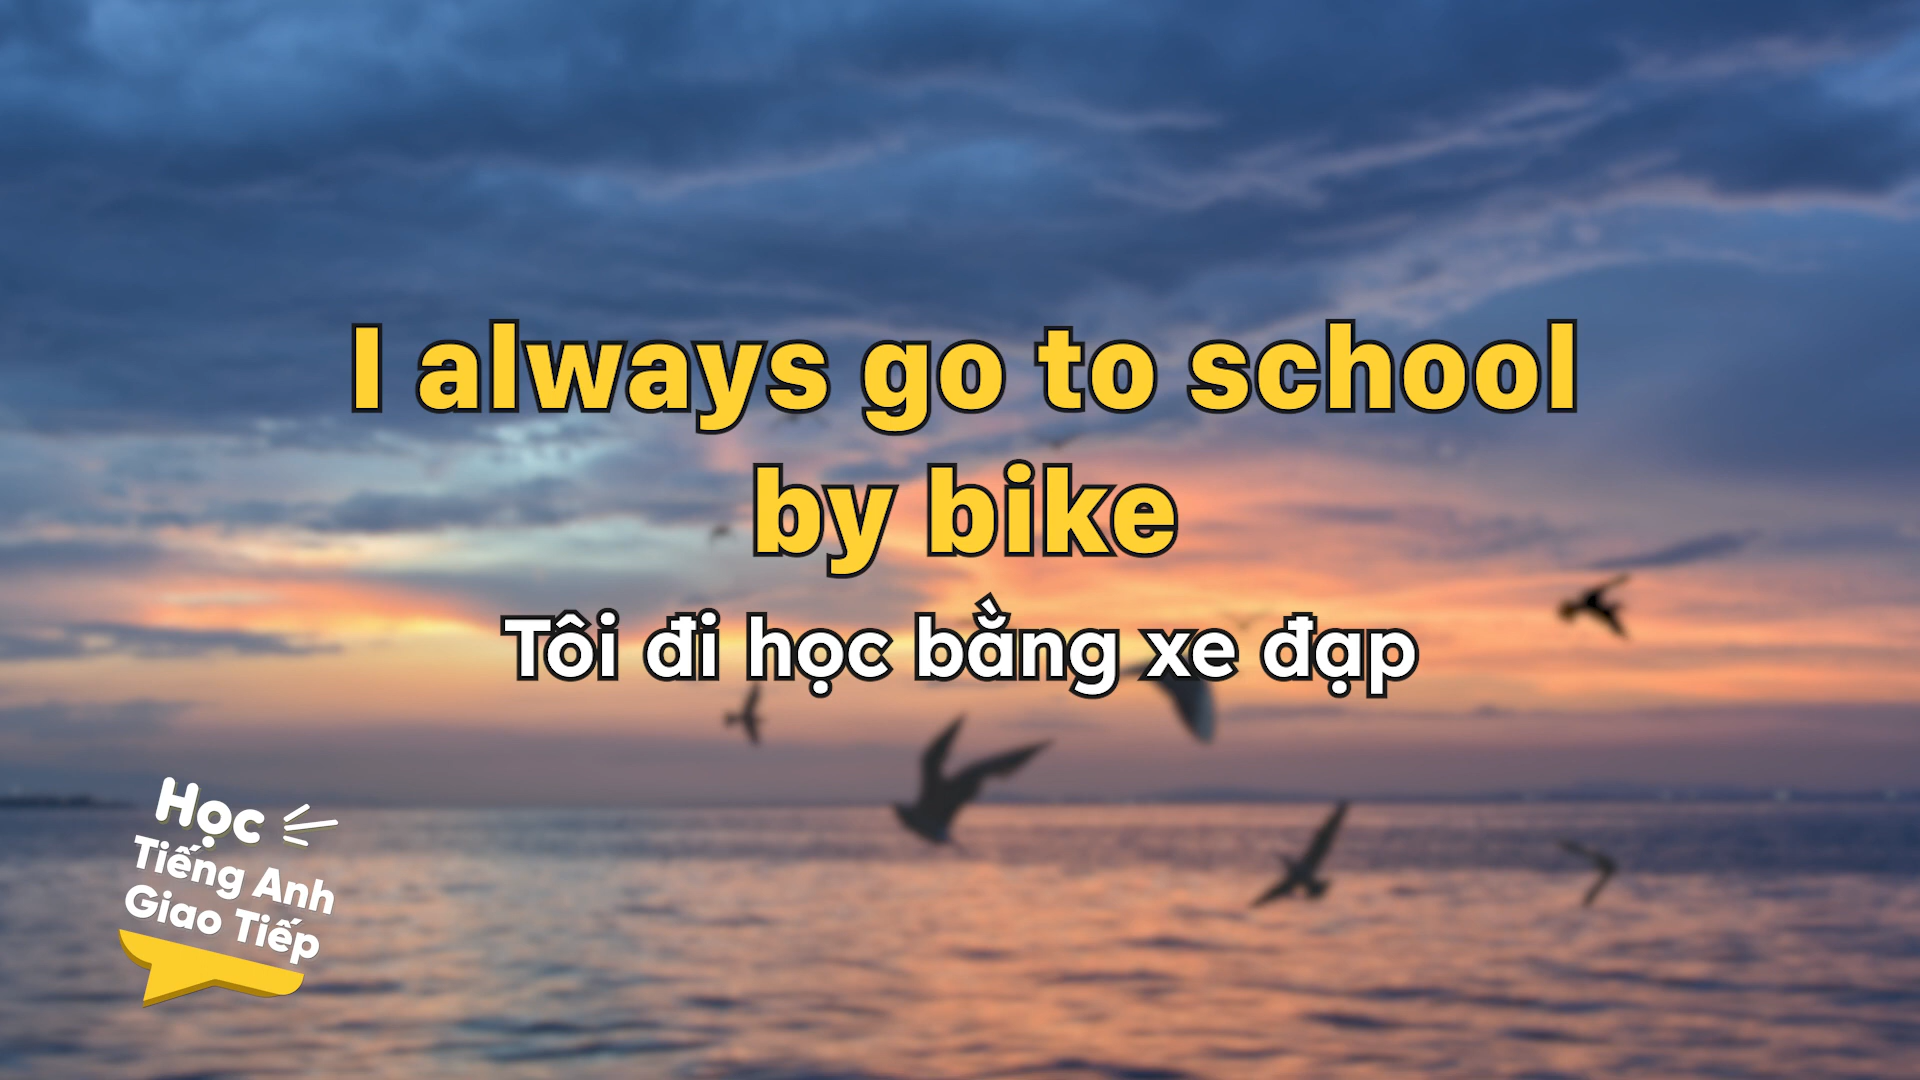 I always go to school
by bike
Tôi đi học bằng xe đạp
Học
Tiếng Anh
Giao Tiếp